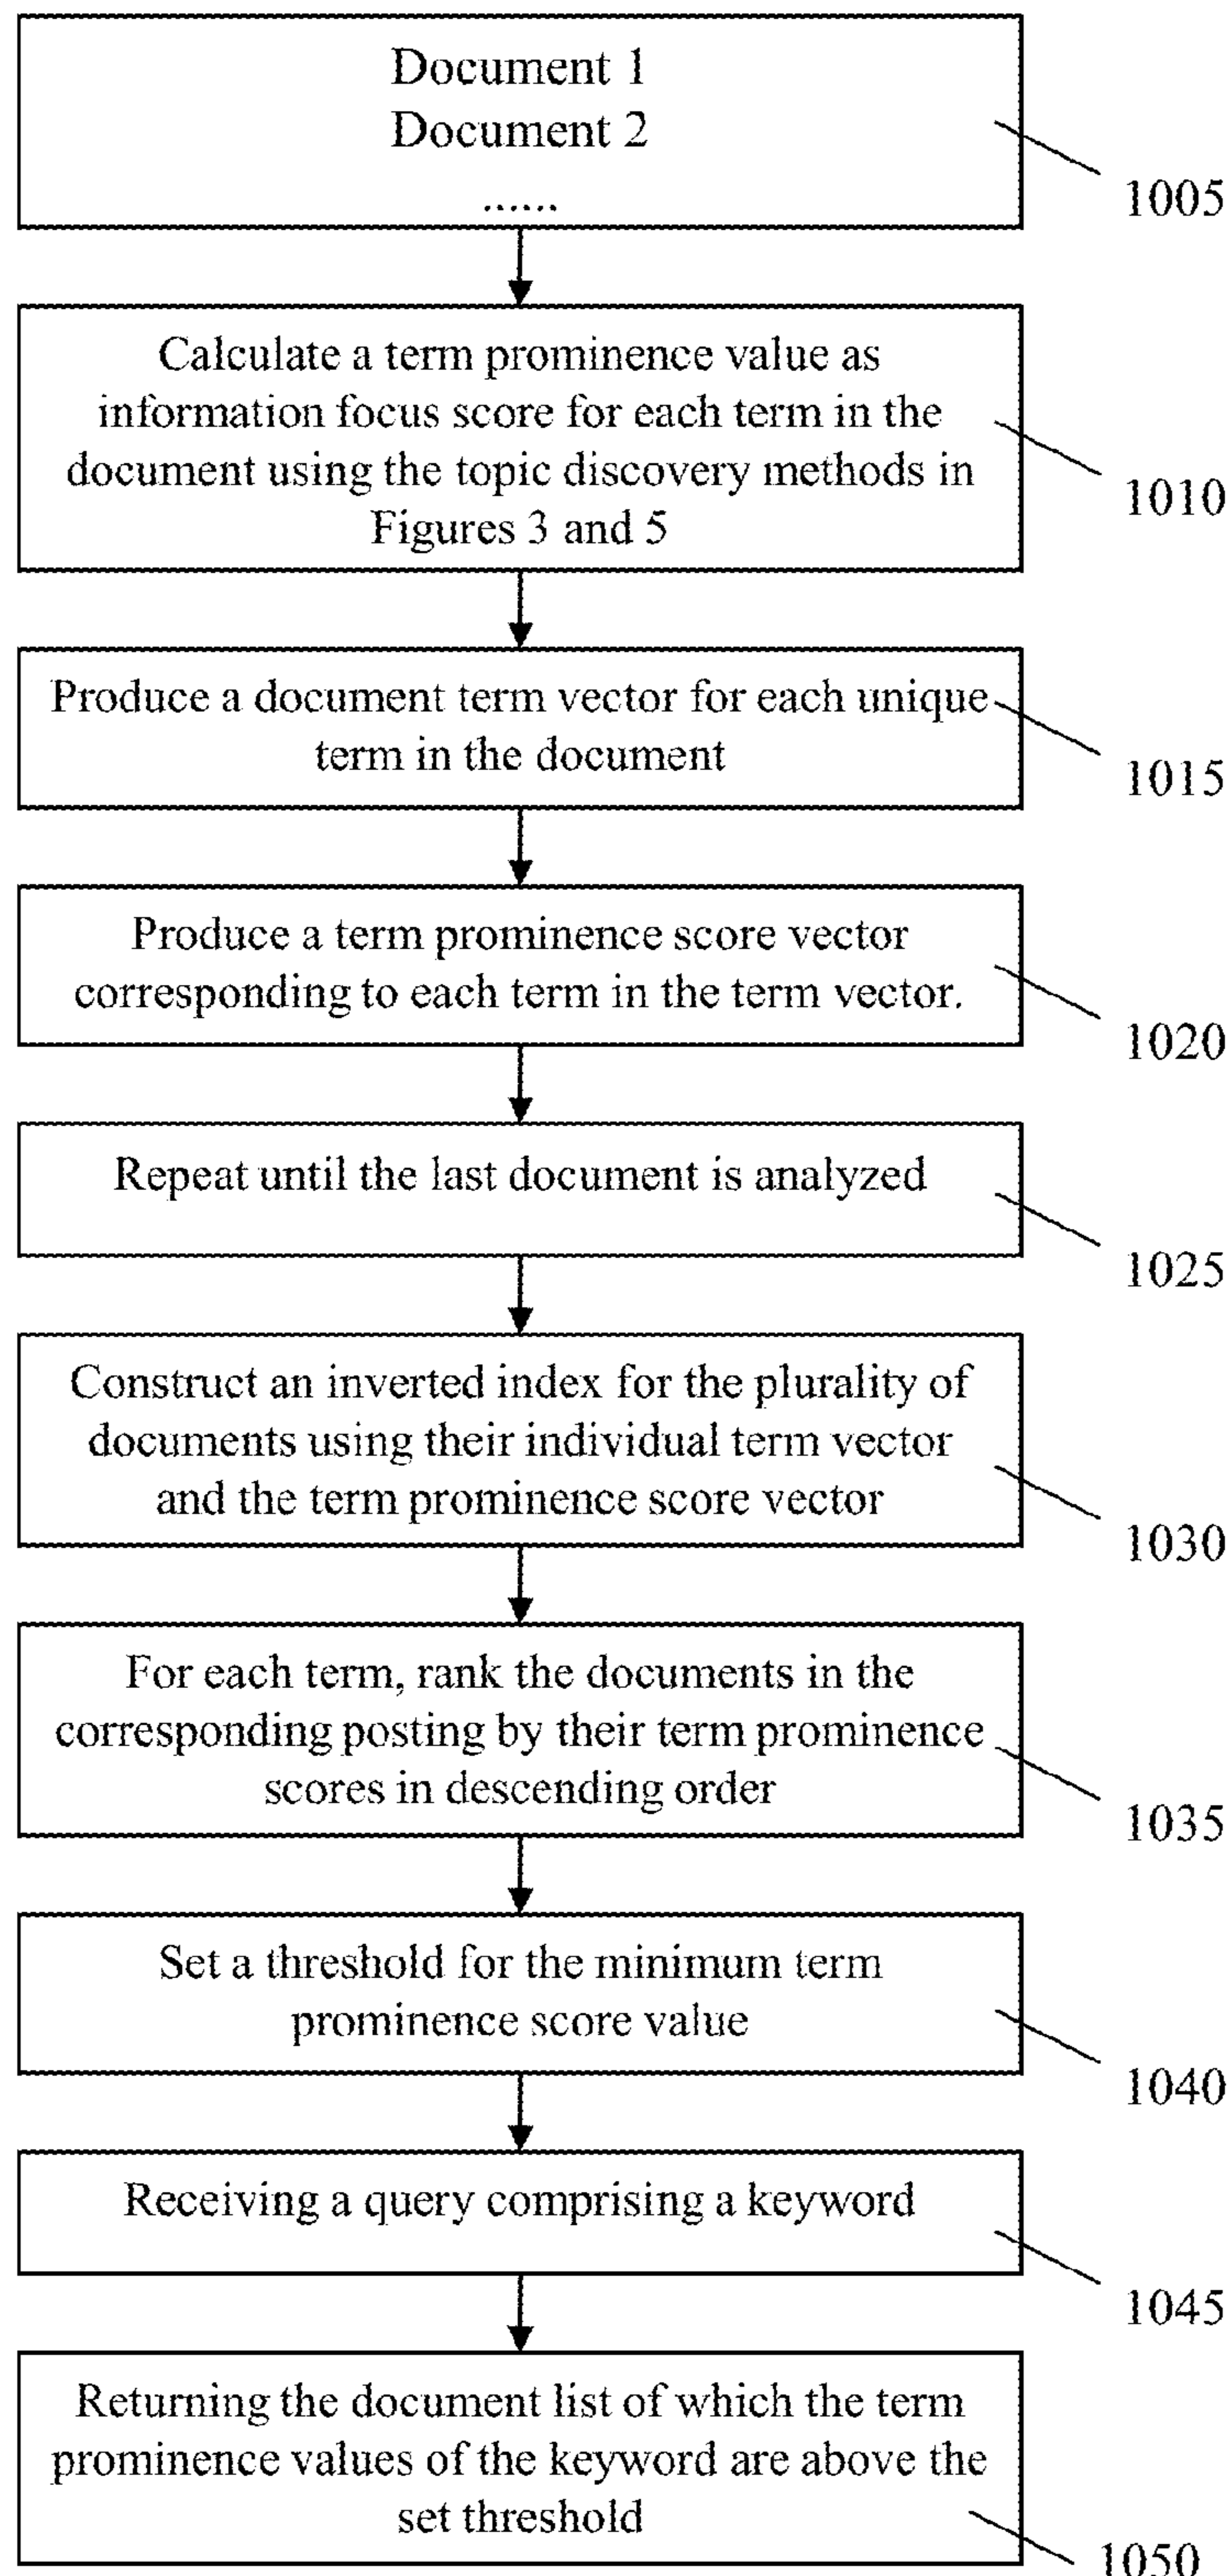 Document 1
Document 2
......
1005
Calculate a term prominence value as
information focus score for each term in the
document using the topic discovery methods in
Figures 3 and 5
1010
Produce a document term vector for each unique
term in the document
1015
Produce a term prominence score vector
corresponding to each term in the term vector.
1020
Repeat until the last document is analyzed
1025
Construct an inverted index for the plurality of
documents using their individual term vector
and the term prominence score vector
1030
For each term, rank the documents in the
corresponding posting by their term prominence
scores in descending order
1035
Set a threshold for the minimum term
prominence score value
1040
Receiving a query comprising a keyword
1045
Returning the document list of which the term
prominence values of the keyword are above the
set threshold
1050